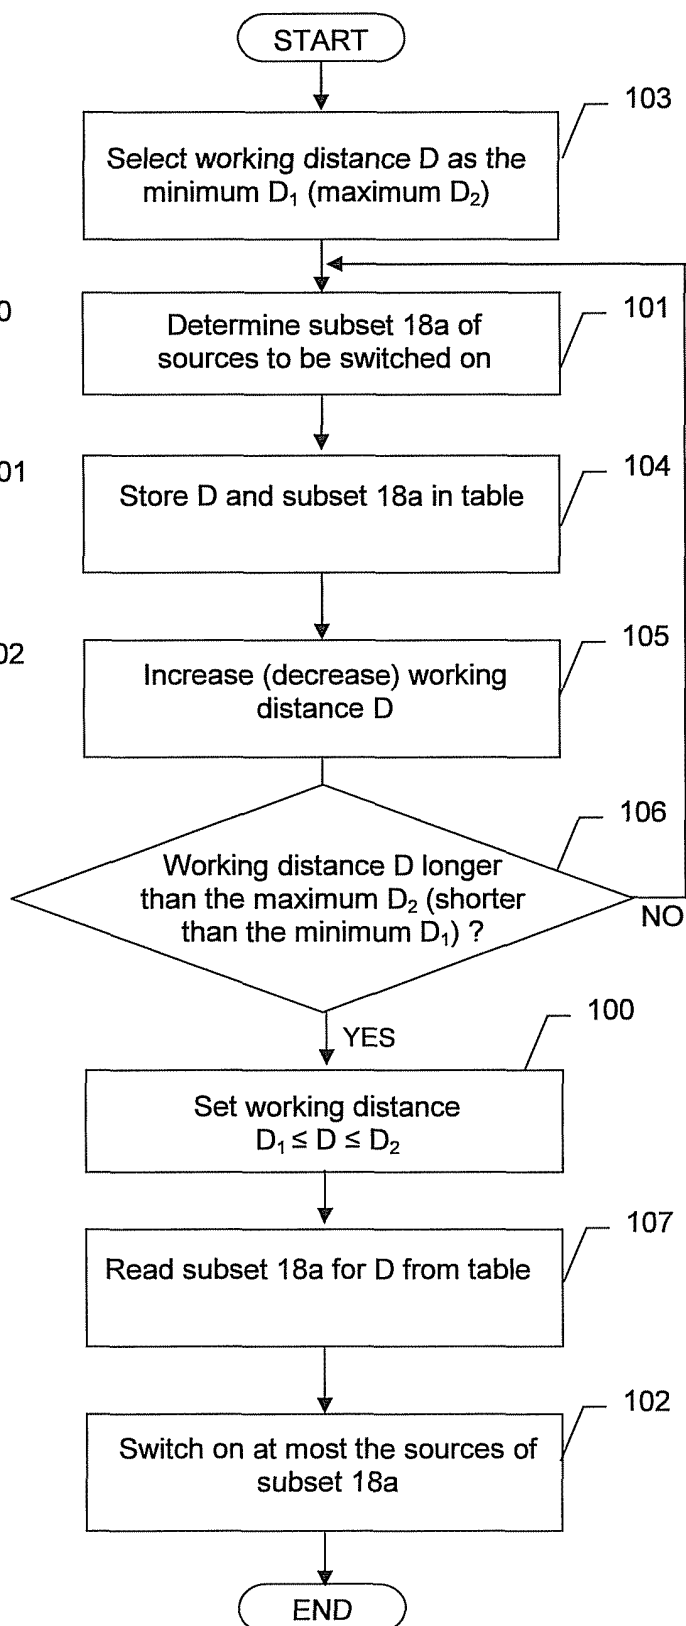 START
103
Select working distance D as the
minimum D₁ (maximum D₂)
0
101
Determine subset 18a of
sources to be switched on
01
104
Store D and subset 18a in table
02
105
Increase (decrease) working
distance D
106
Working distance D longer
than the maximum D₂ (shorter
than the minimum D₁) ?
NO
YES
100
Set working distance
D₁ ≤ D ≤ D₂
107
Read subset 18a for D from table
102
Switch on at most the sources of
subset 18a
END